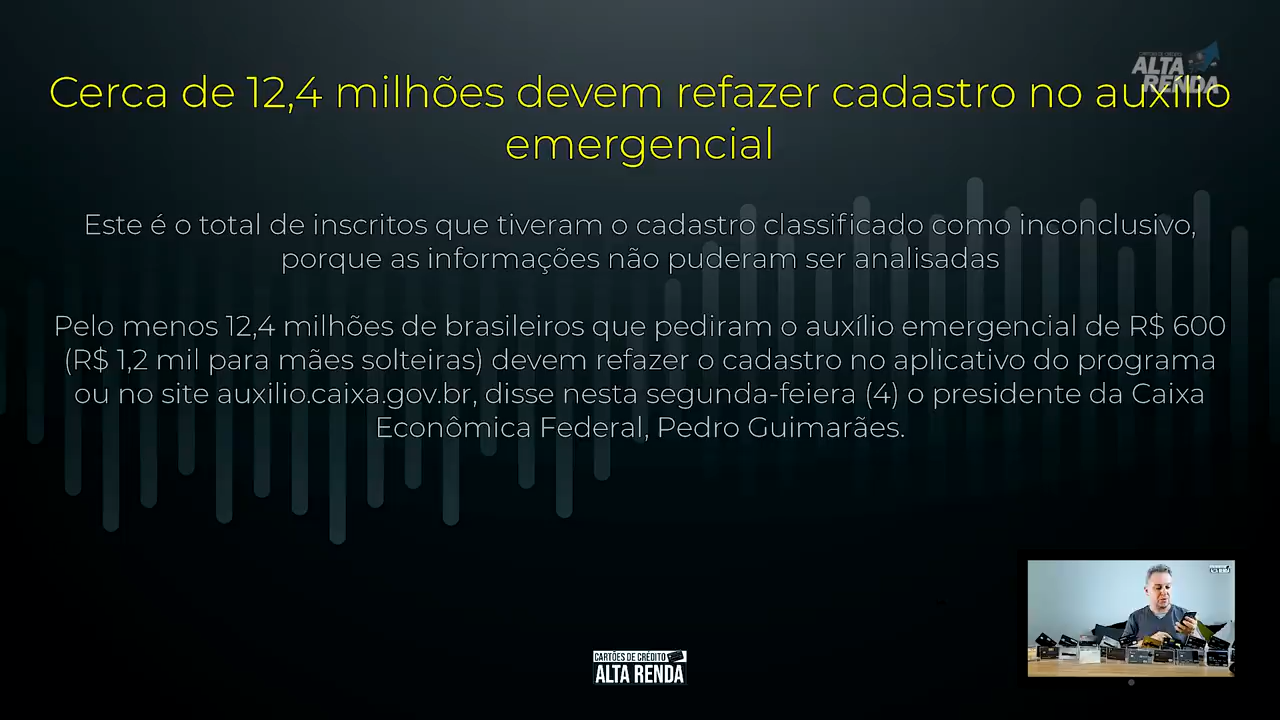 CARTÕES DE CRÉDITO
ALTA
RENDA
Cerca de 12,4 milhões devem refazer cadastro no auxílio
emergencial
Este é o total de inscritos que tiveram o cadastro classificado como inconclusivo,
porque as informações não puderam ser analisadas
Pelo menos 12,4 milhões de brasileiros que pediram o auxílio emergencial de R$ 600
(R$ 1,2 mil para mães solteiras) devem refazer o cadastro no aplicativo do programa
ou no site auxilio.caixa.gov.br, disse nesta segunda-feiera (4) o presidente da Caixa
Econômica Federal, Pedro Guimarães.
CARTÕES DE CRÉDITO
ALTA RENDA